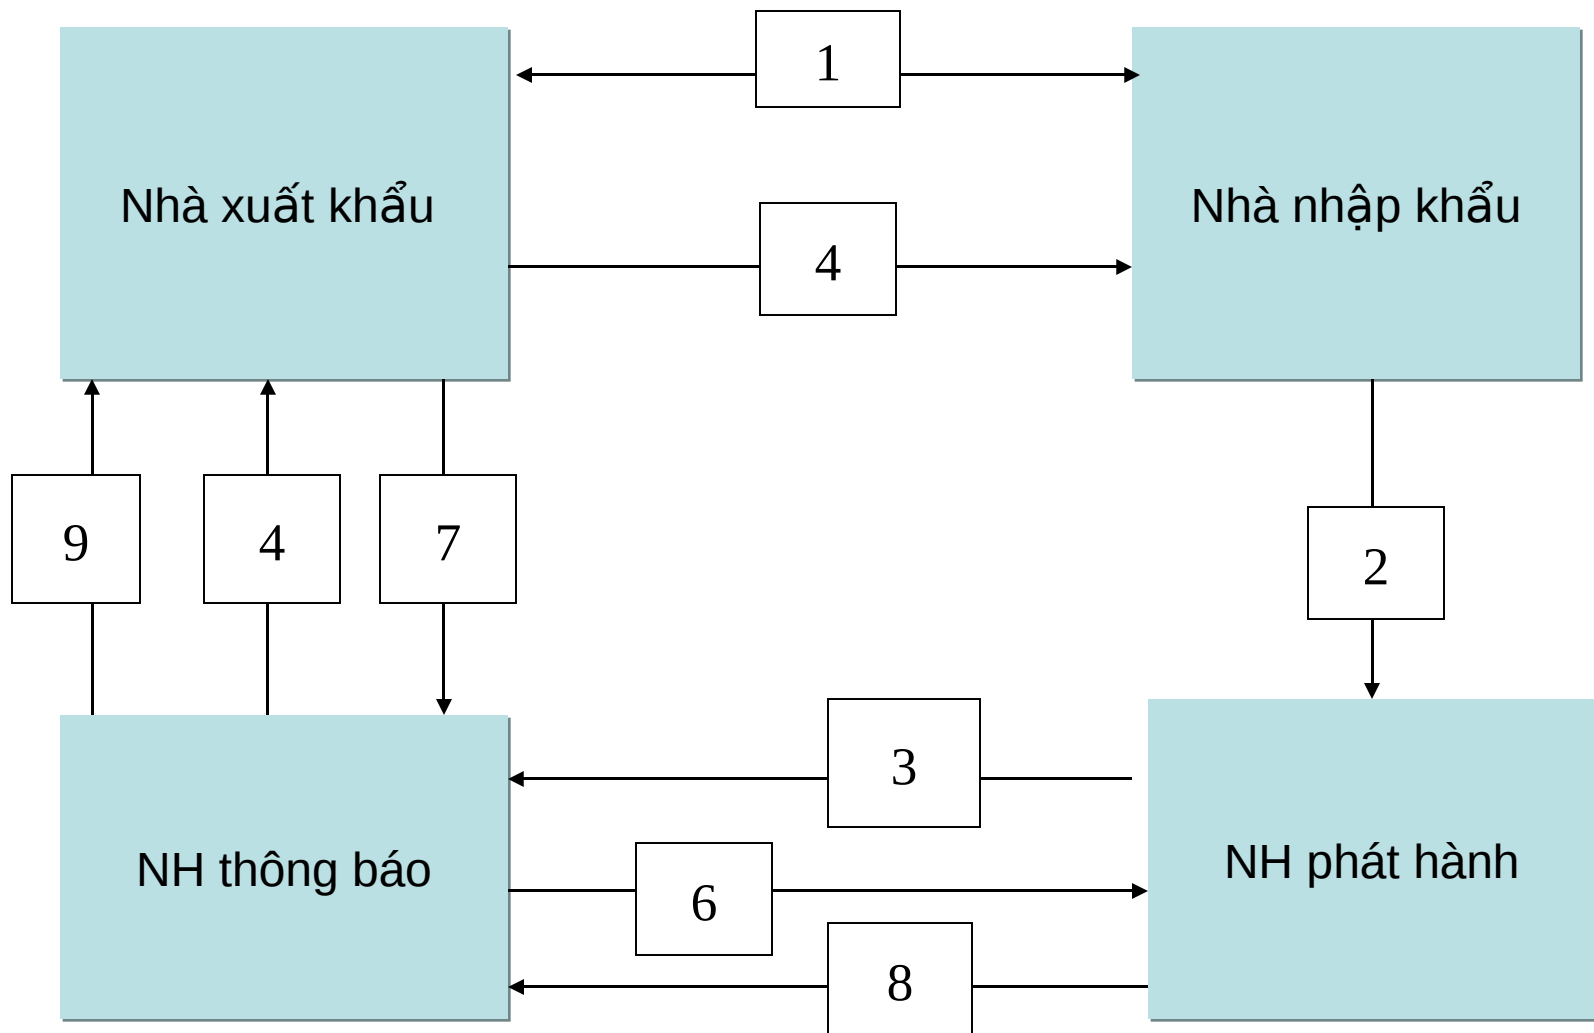 1
Nhà xuất khẩu
Nhà nhập khẩu
4
9
4
7
2
3
NH thông báo
NH phát hành
6
8